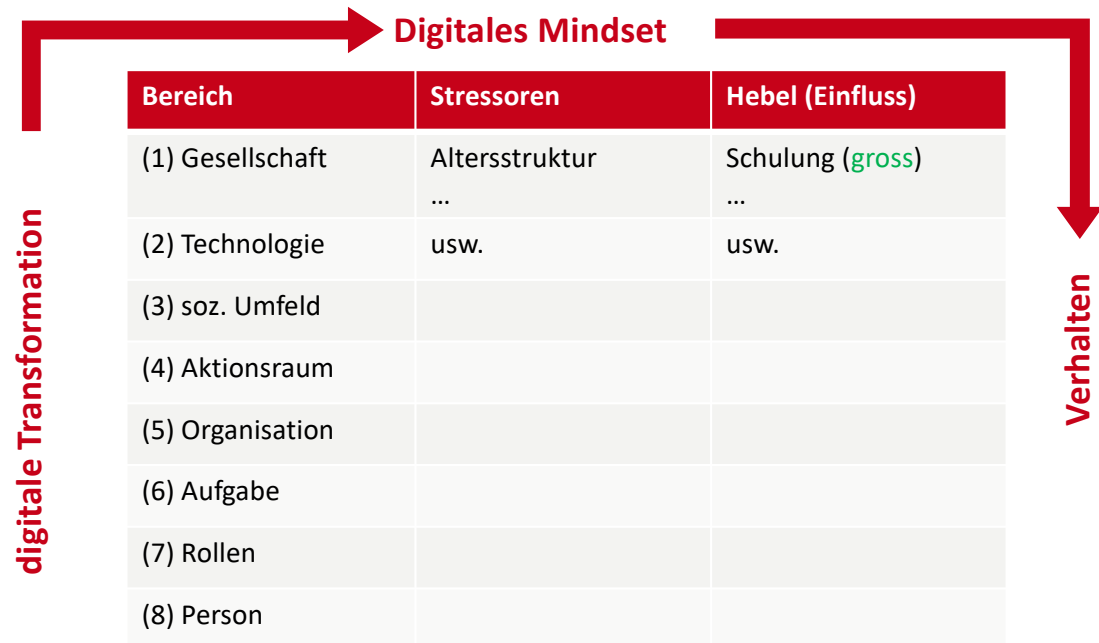 Digitales Mindset
digitale Transformation
Bereich Stressoren Hebel (Einfluss)
(1) Gesellschaft Altersstruktur Schulung (gross)
... ...
(2) Technologie usw. usw.
(3) soz. Umfeld
(4) Aktionsraum
(5) Organisation
(6) Aufgabe
(7) Rollen
(8) Person
Verhalten